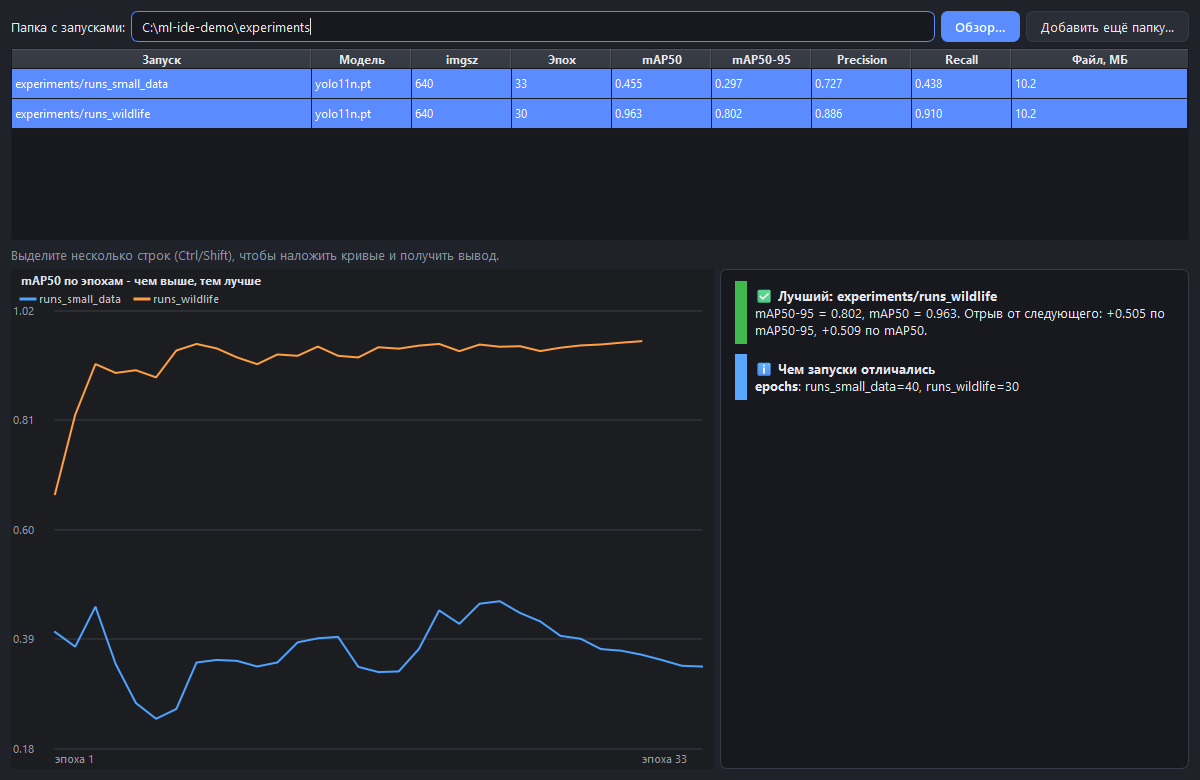 Папка с запусками: C:\ml-ide-demo\experiments Обзор... Добавить ещё папку...
Запуск Модель imgsz Эпох mAP50 mAP50-95 Precision Recall Файл, МБ
experiments/runs_small_data yolo11n.pt 640 33 0.455 0.297 0.727 0.438 10.2
experiments/runs_wildlife yolo11n.pt 640 30 0.963 0.802 0.886 0.910 10.2
Выделите несколько строк (Ctrl/Shift), чтобы наложить кривые и получить вывод.
mAP50 по эпохам - чем выше, тем лучше
runs_small_data runs_wildlife
1.02
0.81
0.60
0.39
0.18
эпоха 1 эпоха 33
✅ Лучший: experiments/runs_wildlife
mAP50-95 = 0.802, mAP50 = 0.963. Отрыв от следующего: +0.505 по
mAP50-95, +0.509 по mAP50.
ℹ️ Чем запуски отличались
epochs: runs_small_data=40, runs_wildlife=30